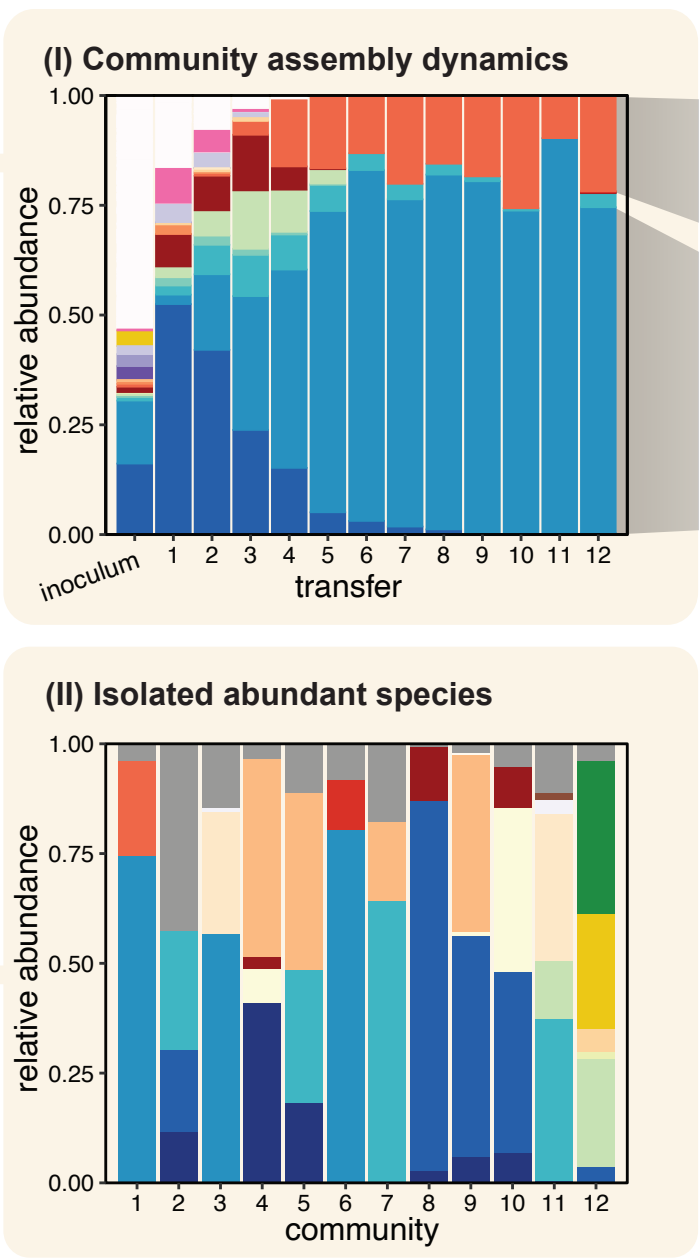 (I) Community assembly dynamics
relative abundance
1.00
0.75
0.50
0.25
0.00
inoculum 1 2 3 4 5 6 7 8 9 10 11 12
transfer
(II) Isolated abundant species
relative abundance
1.00
0.75
0.50
0.25
0.00
1 2 3 4 5 6 7 8 9 10 11 12
community